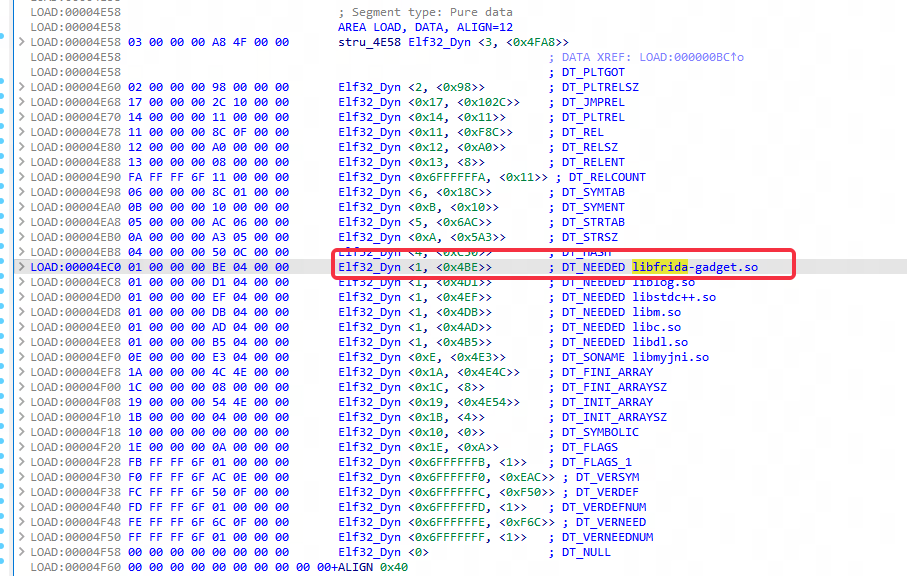 LOAD:00004E58 ; Segment type: Pure data
LOAD:00004E58 AREA LOAD, DATA, ALIGN=12
LOAD:00004E58 03 00 00 00 A8 4F 00 00 stru_4E58 Elf32_Dyn <3, <0x4FA8>>
LOAD:00004E58 ; DATA XREF: LOAD:000000BC↑o
LOAD:00004E58 ; DT_PLTGOT
LOAD:00004E60 02 00 00 00 98 00 00 00 Elf32_Dyn <2, <0x98>> ; DT_PLTRELSZ
LOAD:00004E68 17 00 00 00 2C 10 00 00 Elf32_Dyn <0x17, <0x102C>> ; DT_JMPREL
LOAD:00004E70 14 00 00 00 11 00 00 00 Elf32_Dyn <0x14, <0x11>> ; DT_PLTREL
LOAD:00004E78 11 00 00 00 8C 0F 00 00 Elf32_Dyn <0x11, <0xF8C>> ; DT_REL
LOAD:00004E80 12 00 00 00 A0 00 00 00 Elf32_Dyn <0x12, <0xA0>> ; DT_RELSZ
LOAD:00004E88 13 00 00 00 08 00 00 00 Elf32_Dyn <0x13, <8>> ; DT_RELENT
LOAD:00004E90 FA FF FF 6F 11 00 00 00 Elf32_Dyn <0x6FFFFFFA, <0x11>> ; DT_RELCOUNT
LOAD:00004E98 06 00 00 00 8C 01 00 00 Elf32_Dyn <6, <0x18C>> ; DT_SYMTAB
LOAD:00004EA0 0B 00 00 00 10 00 00 00 Elf32_Dyn <0xB, <0x10>> ; DT_SYMENT
LOAD:00004EA8 05 00 00 00 AC 06 00 00 Elf32_Dyn <5, <0x6AC>> ; DT_STRTAB
LOAD:00004EB0 0A 00 00 00 A3 05 00 00 Elf32_Dyn <0xA, <0x5A3>> ; DT_STRSZ
LOAD:00004EB8 04 00 00 00 50 0C 00 00 Elf32_Dyn <4, <0xC50>> ; DT_HASH
LOAD:00004EC0 01 00 00 00 BE 04 00 00 Elf32_Dyn <1, <0x4BE>> ; DT_NEEDED libfrida-gadget.so
LOAD:00004EC8 01 00 00 00 D1 04 00 00 Elf32_Dyn <1, <0x4D1>> ; DT_NEEDED liblog.so
LOAD:00004ED0 01 00 00 00 EF 04 00 00 Elf32_Dyn <1, <0x4EF>> ; DT_NEEDED libstdc++.so
LOAD:00004ED8 01 00 00 00 DB 04 00 00 Elf32_Dyn <1, <0x4DB>> ; DT_NEEDED libm.so
LOAD:00004EE0 01 00 00 00 AD 04 00 00 Elf32_Dyn <1, <0x4AD>> ; DT_NEEDED libc.so
LOAD:00004EE8 01 00 00 00 B5 04 00 00 Elf32_Dyn <1, <0x4B5>> ; DT_NEEDED libdl.so
LOAD:00004EF0 0E 00 00 00 E3 04 00 00 Elf32_Dyn <0xE, <0x4E3>> ; DT_SONAME libmyjni.so
LOAD:00004EF8 1A 00 00 00 4C 4E 00 00 Elf32_Dyn <0x1A, <0x4E4C>> ; DT_FINI_ARRAY
LOAD:00004F00 1C 00 00 00 08 00 00 00 Elf32_Dyn <0x1C, <8>> ; DT_FINI_ARRAYSZ
LOAD:00004F08 19 00 00 00 54 4E 00 00 Elf32_Dyn <0x19, <0x4E54>> ; DT_INIT_ARRAY
LOAD:00004F10 1B 00 00 00 04 00 00 00 Elf32_Dyn <0x1B, <4>> ; DT_INIT_ARRAYSZ
LOAD:00004F18 10 00 00 00 00 00 00 00 Elf32_Dyn <0x10, <0>> ; DT_SYMBOLIC
LOAD:00004F20 1E 00 00 00 0A 00 00 00 Elf32_Dyn <0x1E, <0xA>> ; DT_FLAGS
LOAD:00004F28 FB FF FF 6F 01 00 00 00 Elf32_Dyn <0x6FFFFFFB, <1>> ; DT_FLAGS_1
LOAD:00004F30 F0 FF FF 6F AC 0E 00 00 Elf32_Dyn <0x6FFFFFF0, <0xEAC>> ; DT_VERSYM
LOAD:00004F38 FC FF FF 6F 50 0F 00 00 Elf32_Dyn <0x6FFFFFFC, <0xF50>> ; DT_VERDEF
LOAD:00004F40 FD FF FF 6F 01 00 00 00 Elf32_Dyn <0x6FFFFFFD, <1>> ; DT_VERDEFNUM
LOAD:00004F48 FE FF FF 6F 6C 0F 00 00 Elf32_Dyn <0x6FFFFFFE, <0xF6C>> ; DT_VERNEED
LOAD:00004F50 FF FF FF 6F 01 00 00 00 Elf32_Dyn <0x6FFFFFFF, <1>> ; DT_VERNEEDNUM
LOAD:00004F58 00 00 00 00 00 00 00 00 Elf32_Dyn <0> ; DT_NULL
LOAD:00004F60 00 00 00 00 00 00 00 00 00 00+ALIGN 0x40